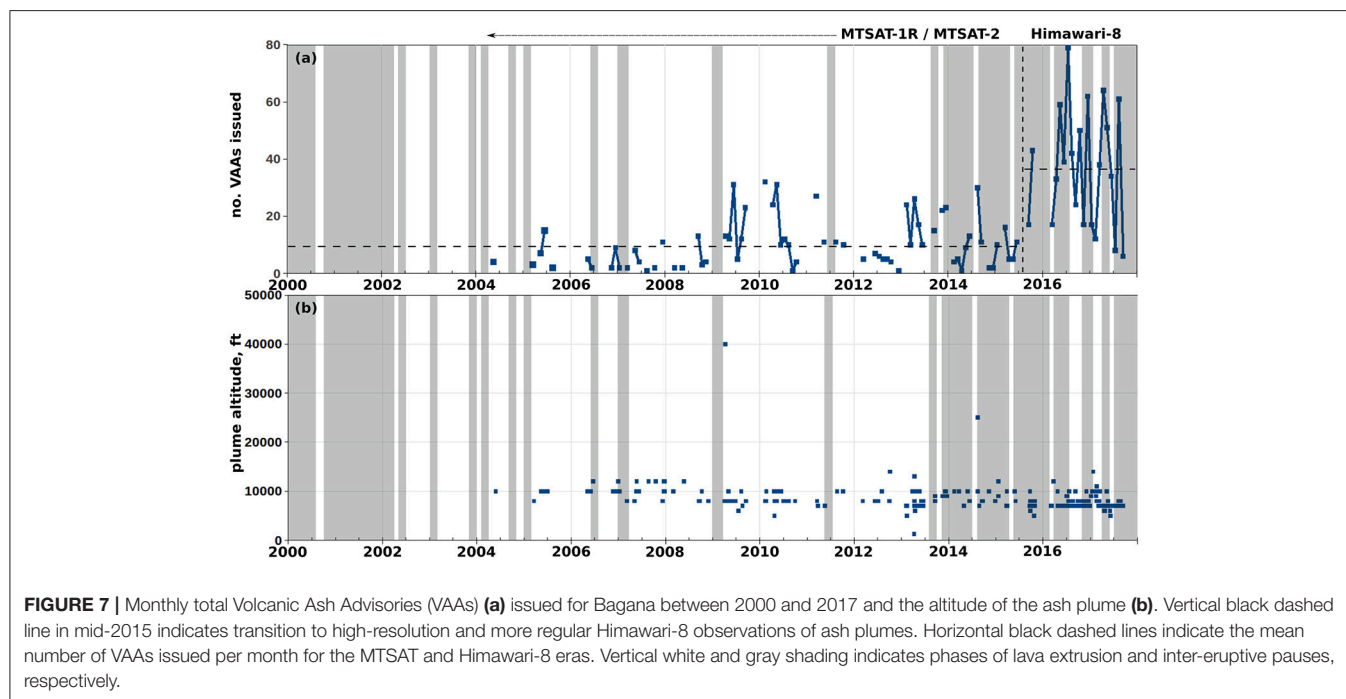 MTSAT-1R / MTSAT-2 Himawari-8
(a)
no. VAAs issued
80
60
40
20
0
2000 2002 2004 2006 2008 2010 2012 2014 2016
(b)
plume altitude, ft
50000
40000
30000
20000
10000
0
2000 2002 2004 2006 2008 2010 2012 2014 2016
FIGURE 7 | Monthly total Volcanic Ash Advisories (VAAs) (a) issued for Bagana between 2000 and 2017 and the altitude of the ash plume (b). Vertical black dashed
line in mid-2015 indicates transition to high-resolution and more regular Himawari-8 observations of ash plumes. Horizontal black dashed lines indicate the mean
number of VAAs issued per month for the MTSAT and Himawari-8 eras. Vertical white and gray shading indicates phases of lava extrusion and inter-eruptive pauses,
respectively.